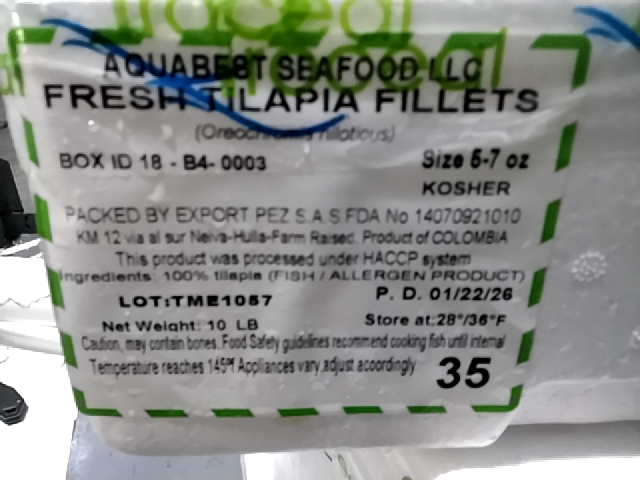 traceal
traceal
AQUABEST SEAFOOD LLC
FRESH TILAPIA FILLETS
(Oreochromis niloticus)
BOX ID 18 - B4- 0003
Size 5-7 oz
KOSHER
PACKED BY EXPORT PEZ S.A.S.FDA No 14070921010
KM 12 via al sur Neiva-Huila-Farm Raised. Product of COLOMBIA
This product was processed under HACCP system
Ingredients: 100% tilapia (FISH / ALLERGEN PRODUCT)
LOT:TME1057
P. D. 01/22/26
Net Weight: 10 LB
Store at:28°/36°F
Caution, may contain bones. Food Safety guidelines recommend cooking fish until internal
Temperature reaches 145°F Appliances vary,adjust accordingly
35